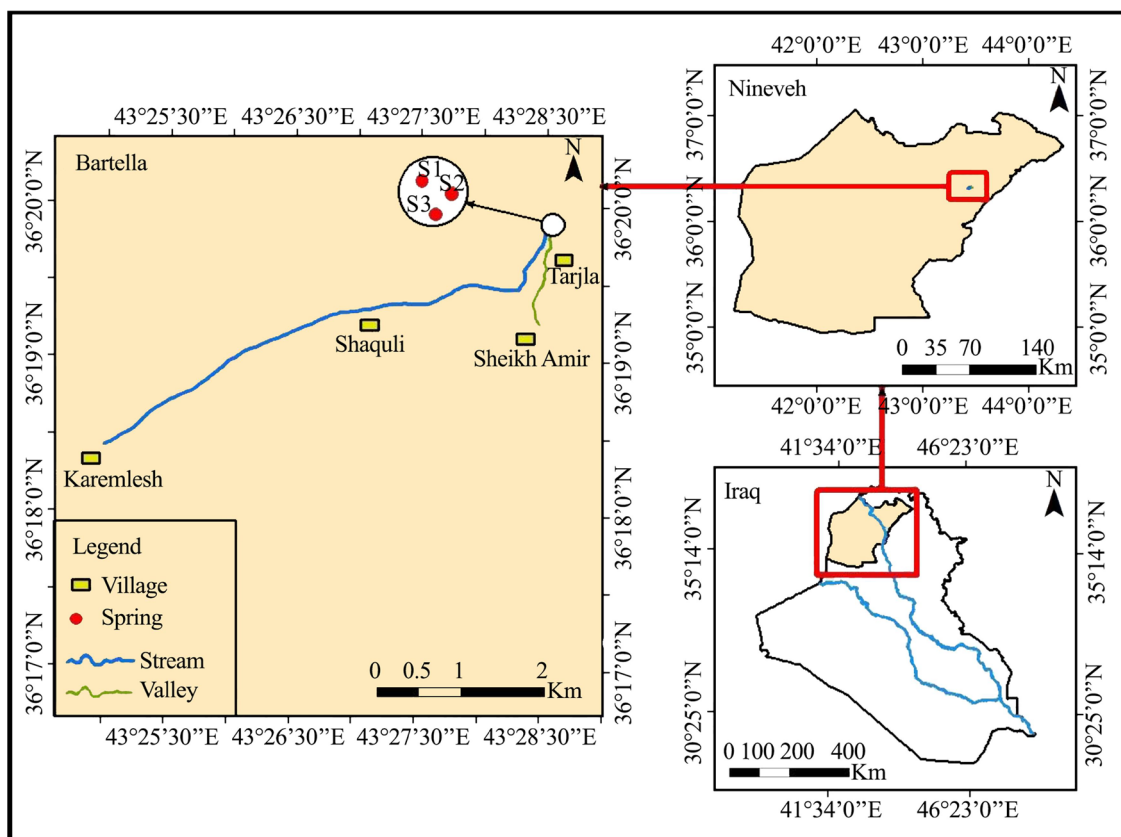 43°25'30”E 43°26'30”E 43°27'30”E 43°28'30”E
Bartella
N
S1
S2
S3
36°20'0”N
36°20'0”N
Tarjla
Shaquli
Sheikh Amir
36°19'0”N
36°19'0”N
Karemlesh
36°18'0”N
36°18'0”N
Legend
Village
Spring
Stream
Valley
36°17'0”N
36°17'0”N
0 0.5 1 2
Km
43°25'30”E 43°26'30”E 43°27'30”E 43°28'30”E
42°0'0”E 43°0'0”E 44°0'0”E
Nineveh
N
37°0'0”N
37°0'0”N
36°0'0”N
36°0'0”N
35°0'0”N
35°0'0”N
0 35 70 140
Km
42°0'0”E 43°0'0”E 44°0'0”E
41°34'0”E 46°23'0”E
Iraq
N
35°14'0”N
35°14'0”N
30°25'0”N
30°25'0”N
0 100 200 400
Km
41°34'0”E 46°23'0”E